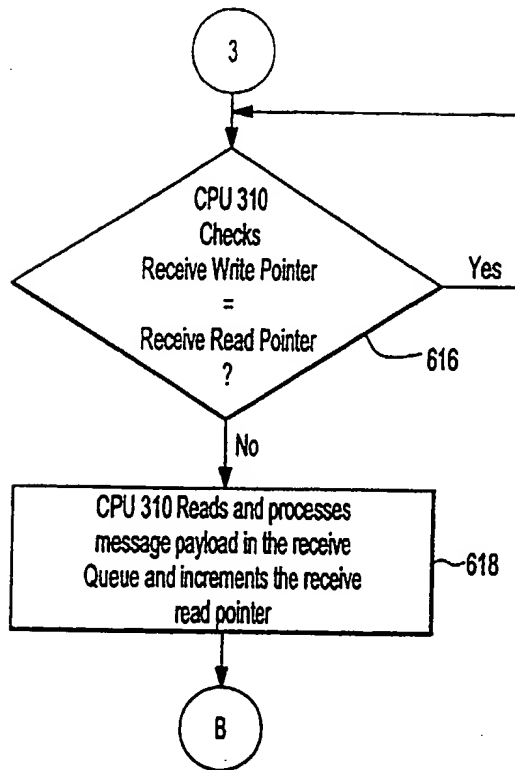 3
CPU 310
Checks
Receive Write Pointer
=
Receive Read Pointer
?
Yes
616
No
CPU 310 Reads and processes
message payload in the receive
Queue and increments the receive
read pointer
618
B